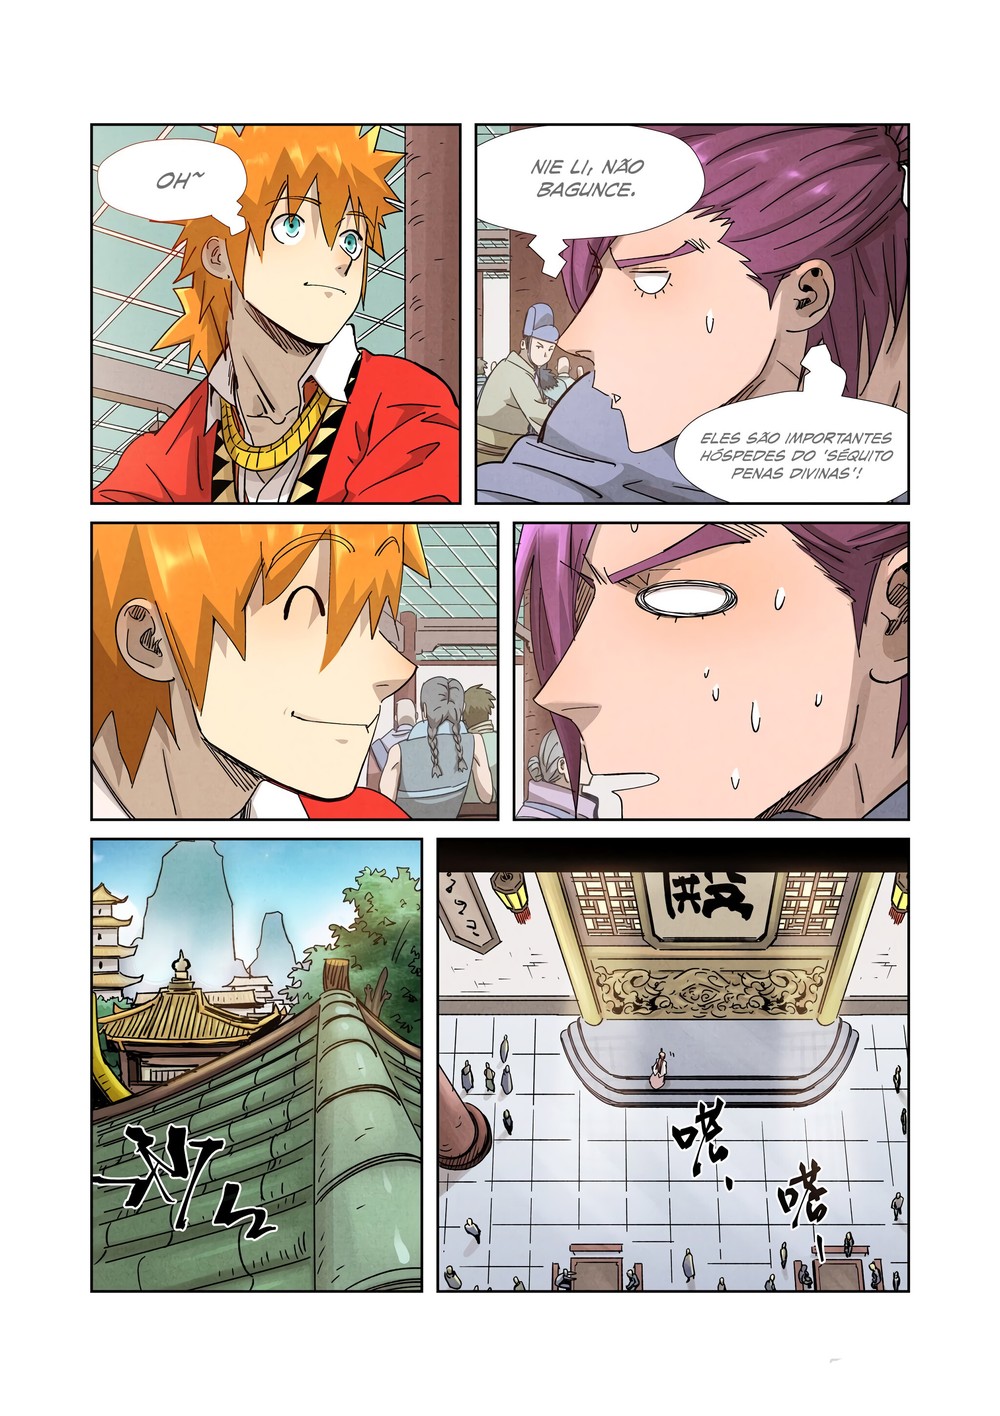 OH~
NIE LI, NÃO
BAGUNCE.
ELES SÃO IMPORTANTES
HÓSPEDES DO 'SÉQUITO
PENAS DIVINAS'!
殿
嗒
嗒